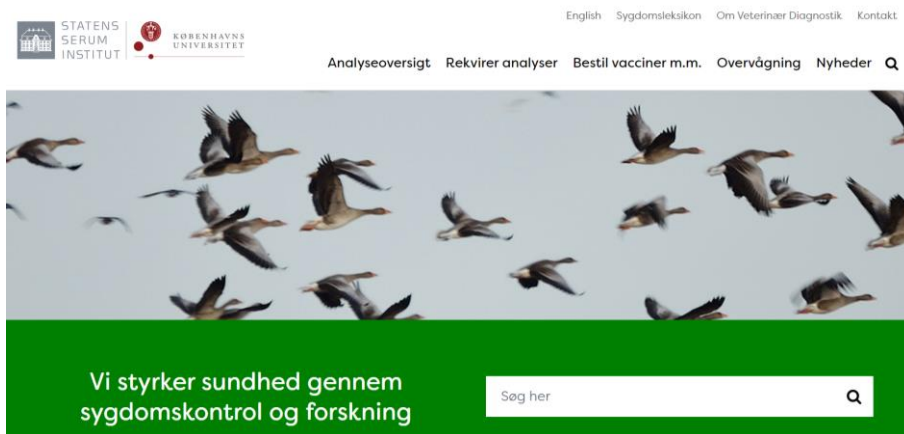 STATENS
SERUM
INSTITUT
KØBENHAVNS
UNIVERSITET
English Sygdomsleksikon Om Veterinær Diagnostik Kontakt
Analyseoversigt Rekvirer analyser Bestil vacciner m.m. Overvågning Nyheder
Vi styrker sundhed gennem
sygdomskontrol og forskning
Søg her